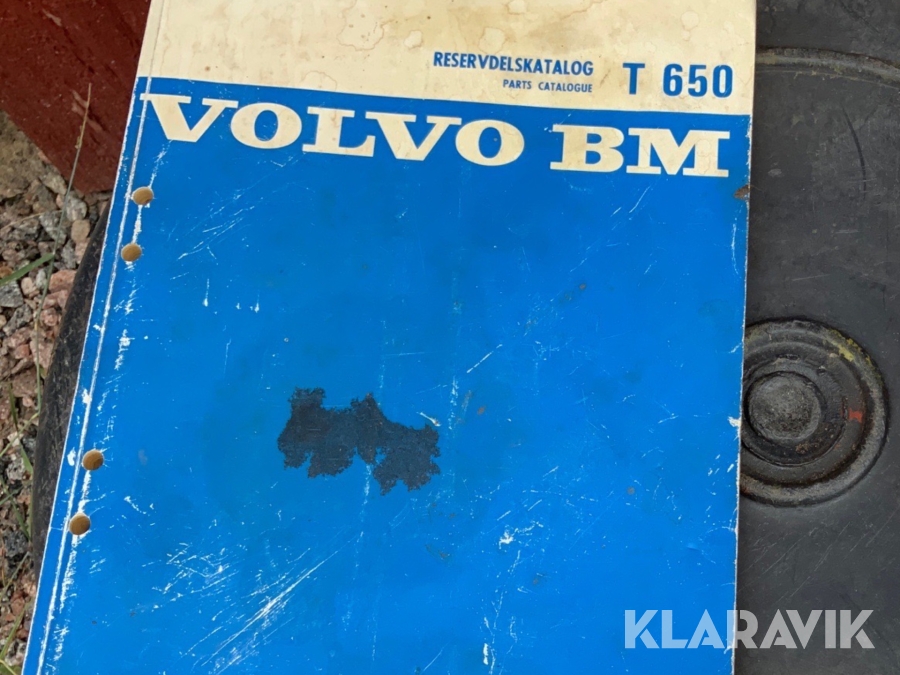 RESERVDELSKATALOG T 650
PARTS CATALOGUE
VOLVO BM
KLARAVIK